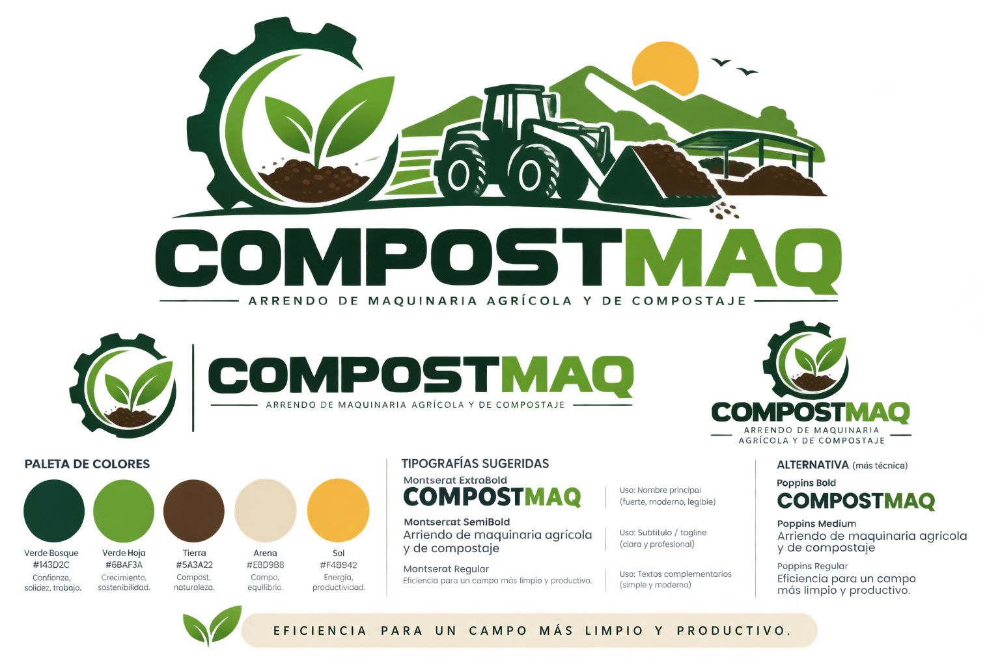 COMPOSTMAQ
ARRENDO DE MAQUINARIA AGRÍCOLA Y DE COMPOSTAJE
COMPOSTMAQ
ARRENDO DE MAQUINARIA AGRÍCOLA Y DE COMPOSTAJE
COMPOSTMAQ
ARRENDO DE MAQUINARIA
AGRÍCOLA Y DE COMPOSTAJE
PALETA DE COLORES
Verde Bosque
#143D2C
Confianza,
solidez, trabajo.
Verde Hoja
#6BAF3A
Crecimiento,
sostenibilidad.
Tierra
#5A3A22
Compost,
naturaleza.
Arena
#E8D9B8
Campo,
equilibrio.
Sol
#F4B942
Energía,
productividad.
TIPOGRAFÍAS SUGERIDAS
Montserrat ExtraBold
COMPOSTMAQ
Uso: Nombre principal
(fuerte, moderno, legible)
Montserrat SemiBold
Arriendo de maquinaria agrícola
y de compostaje
Uso: Subtitulo / tagline
(clara y profesional)
Montserrat Regular
Eficiencia para un campo más limpio y productivo.
Uso: Textos complementarios
(simple y moderna)
ALTERNATIVA (más técnica)
Poppins Bold
COMPOSTMAQ
Poppins Medium
Arriendo de maquinaria agrícola
y de compostaje
Poppins Regular
Eficiencia para un campo
más limpio y productivo.
EFICIENCIA PARA UN CAMPO MÁS LIMPIO Y PRODUCTIVO.